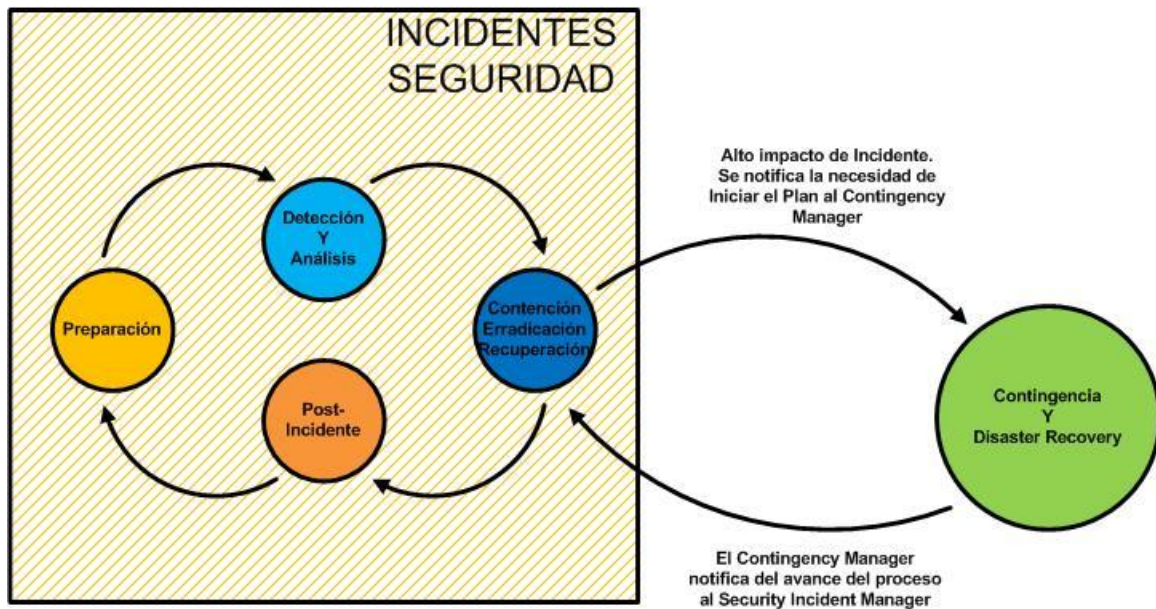 INCIDENTES
SEGURIDAD
Detección
Y
Análisis
Preparación
Contención
Erradicación
Recuperación
Post-
Incidente
Alto impacto de Incidente.
Se notifica la necesidad de
Iniciar el Plan al Contingency
Manager
Contingencia
Y
Disaster Recovery
El Contingency Manager
notifica del avance del proceso
al Security Incident Manager